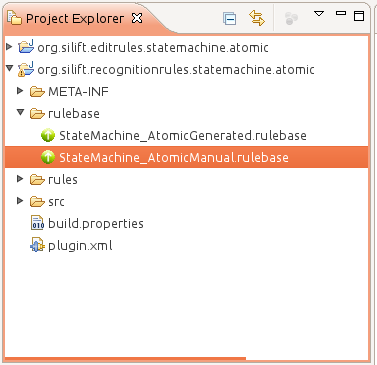 Project Explorer
org.silift.editrules.statemachine.atomic
org.silift.recognitionrules.statemachine.atomic
META-INF
rulebase
StateMachine_AtomicGenerated.rulebase
StateMachine_AtomicManual.rulebase
rules
src
010
build.properties
plugin.xml